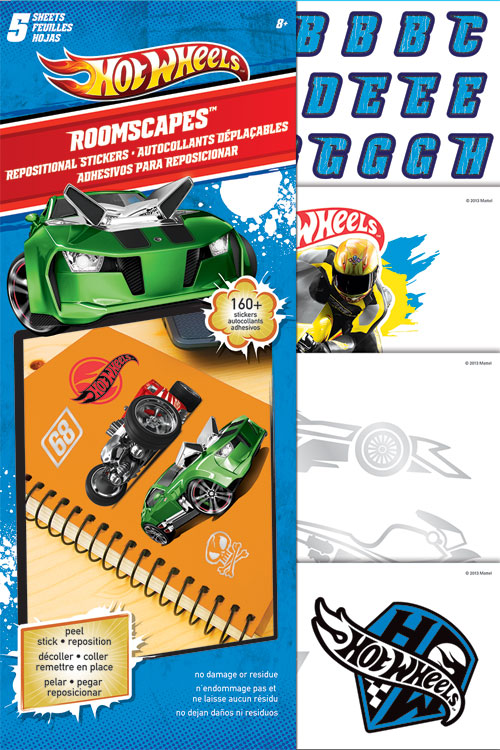 5 SHEETS
FEUILLES
HOJAS
8+
HOT WHEELS
ROOMSCAPES™
REPOSITIONAL STICKERS • AUTOCOLLANTS DÉPLAÇABLES
ADHESIVOS PARA REPOSICIONAR
160+
stickers
autocollants
adhesivos
HOT WHEELS
68
peel
stick • reposition
décoller • coller
remettre en place
pelar • pegar
reposicionar
no damage or residue
n'endommage pas et
ne laisse aucun résidu
no dejan daños ni residuos
B B B C
D E E E
G G G H
© 2013 Mattel
WHEELS
© 2013 Mattel
© 2013 Mattel
H
HOT WHEELS
W